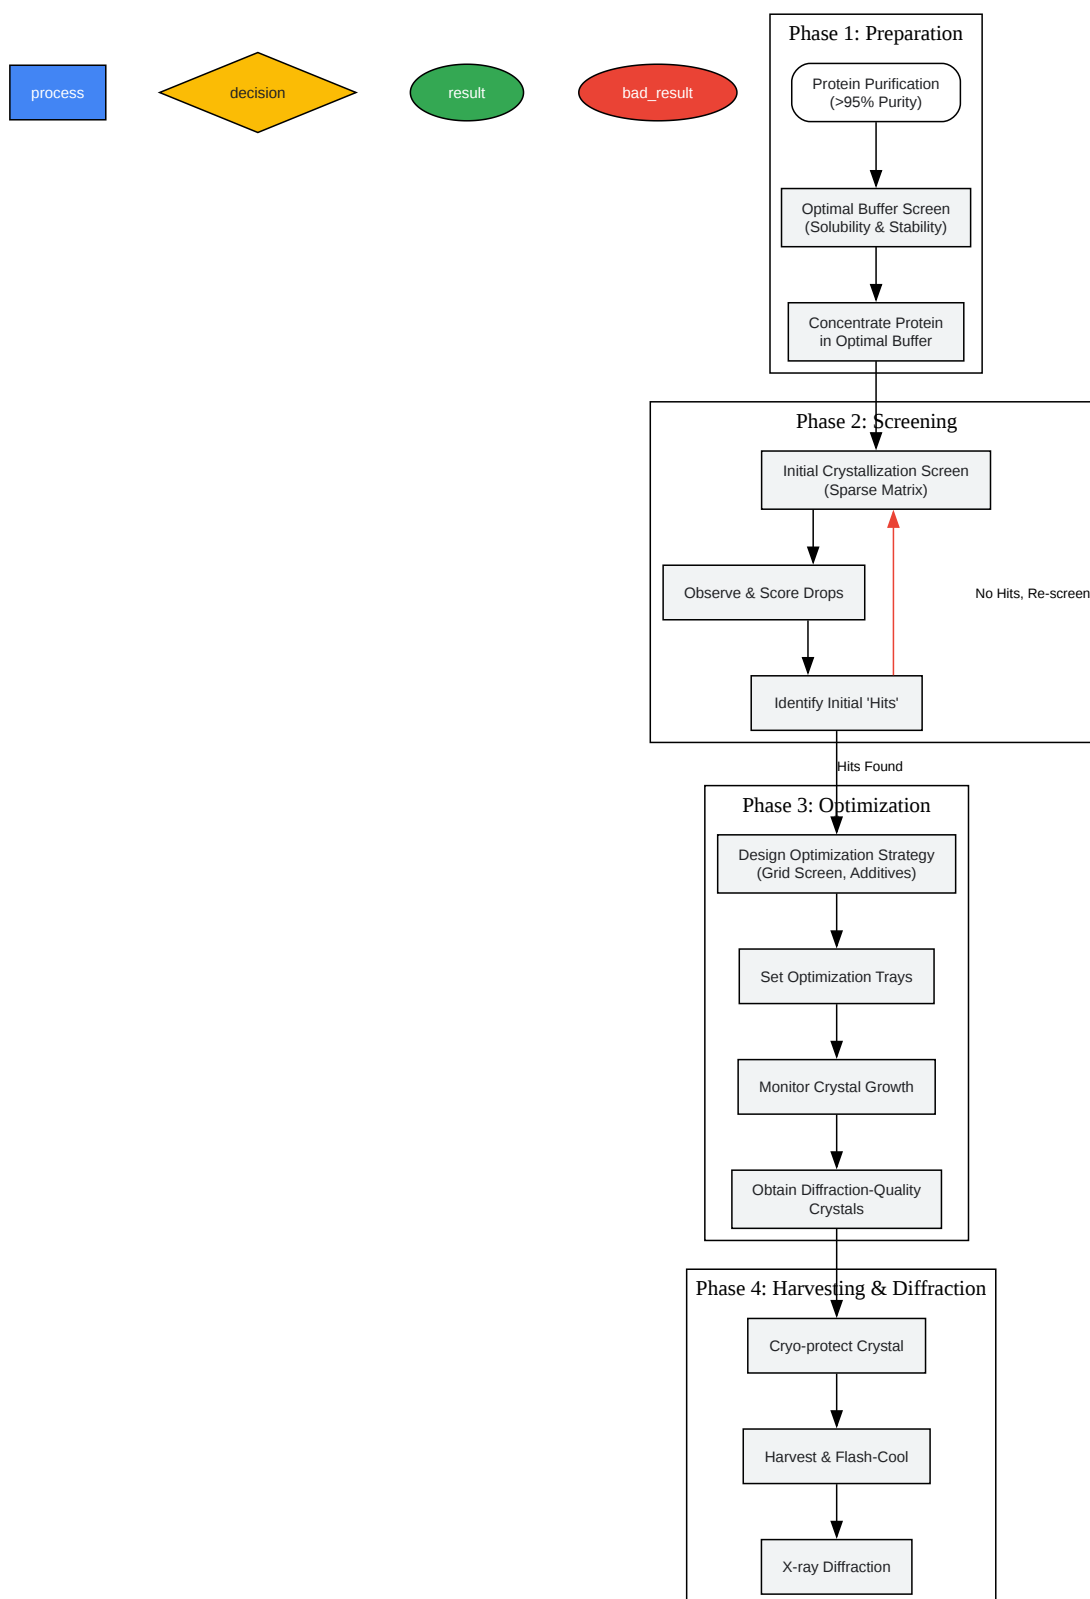 process
decision
result
bad_result
Phase 1: Preparation
Protein Purification
(>95% Purity)
Optimal Buffer Screen
(Solubility & Stability)
Concentrate Protein
in Optimal Buffer
Phase 2: Screening
Initial Crystallization Screen
(Sparse Matrix)
Observe & Score Drops
No Hits, Re-screen
Identify Initial 'Hits'
Hits Found
Phase 3: Optimization
Design Optimization Strategy
(Grid Screen, Additives)
Set Optimization Trays
Monitor Crystal Growth
Obtain Diffraction-Quality
Crystals
Phase 4: Harvesting & Diffraction
Cryo-protect Crystal
Harvest & Flash-Cool
X-ray Diffraction